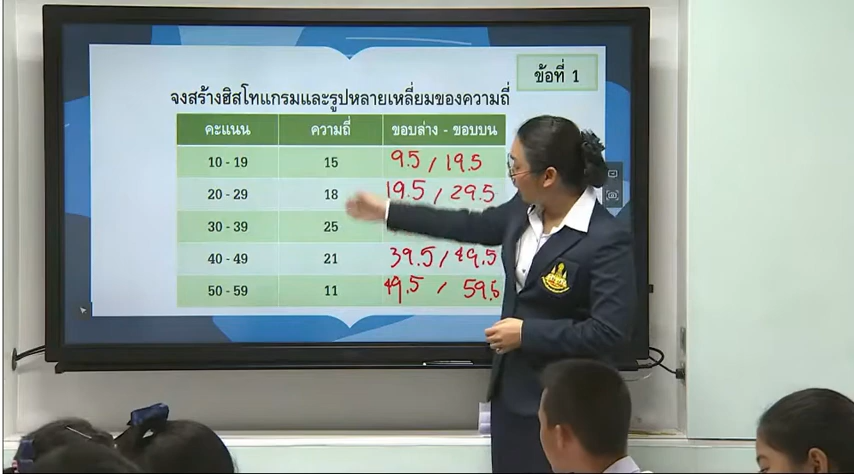 ข้อที่ 1
จงสร้างฮิสโทแกรมและรูปหลายเหลี่ยมของความถี่
คะแนน ความถี่ ขอบล่าง - ขอบบน
10 - 19 15 9.5 / 19.5
20 - 29 18 19.5 / 29.5
30 - 39 25
40 - 49 21 39.5 / 49.5
50 - 59 11 49.5 / 59.5